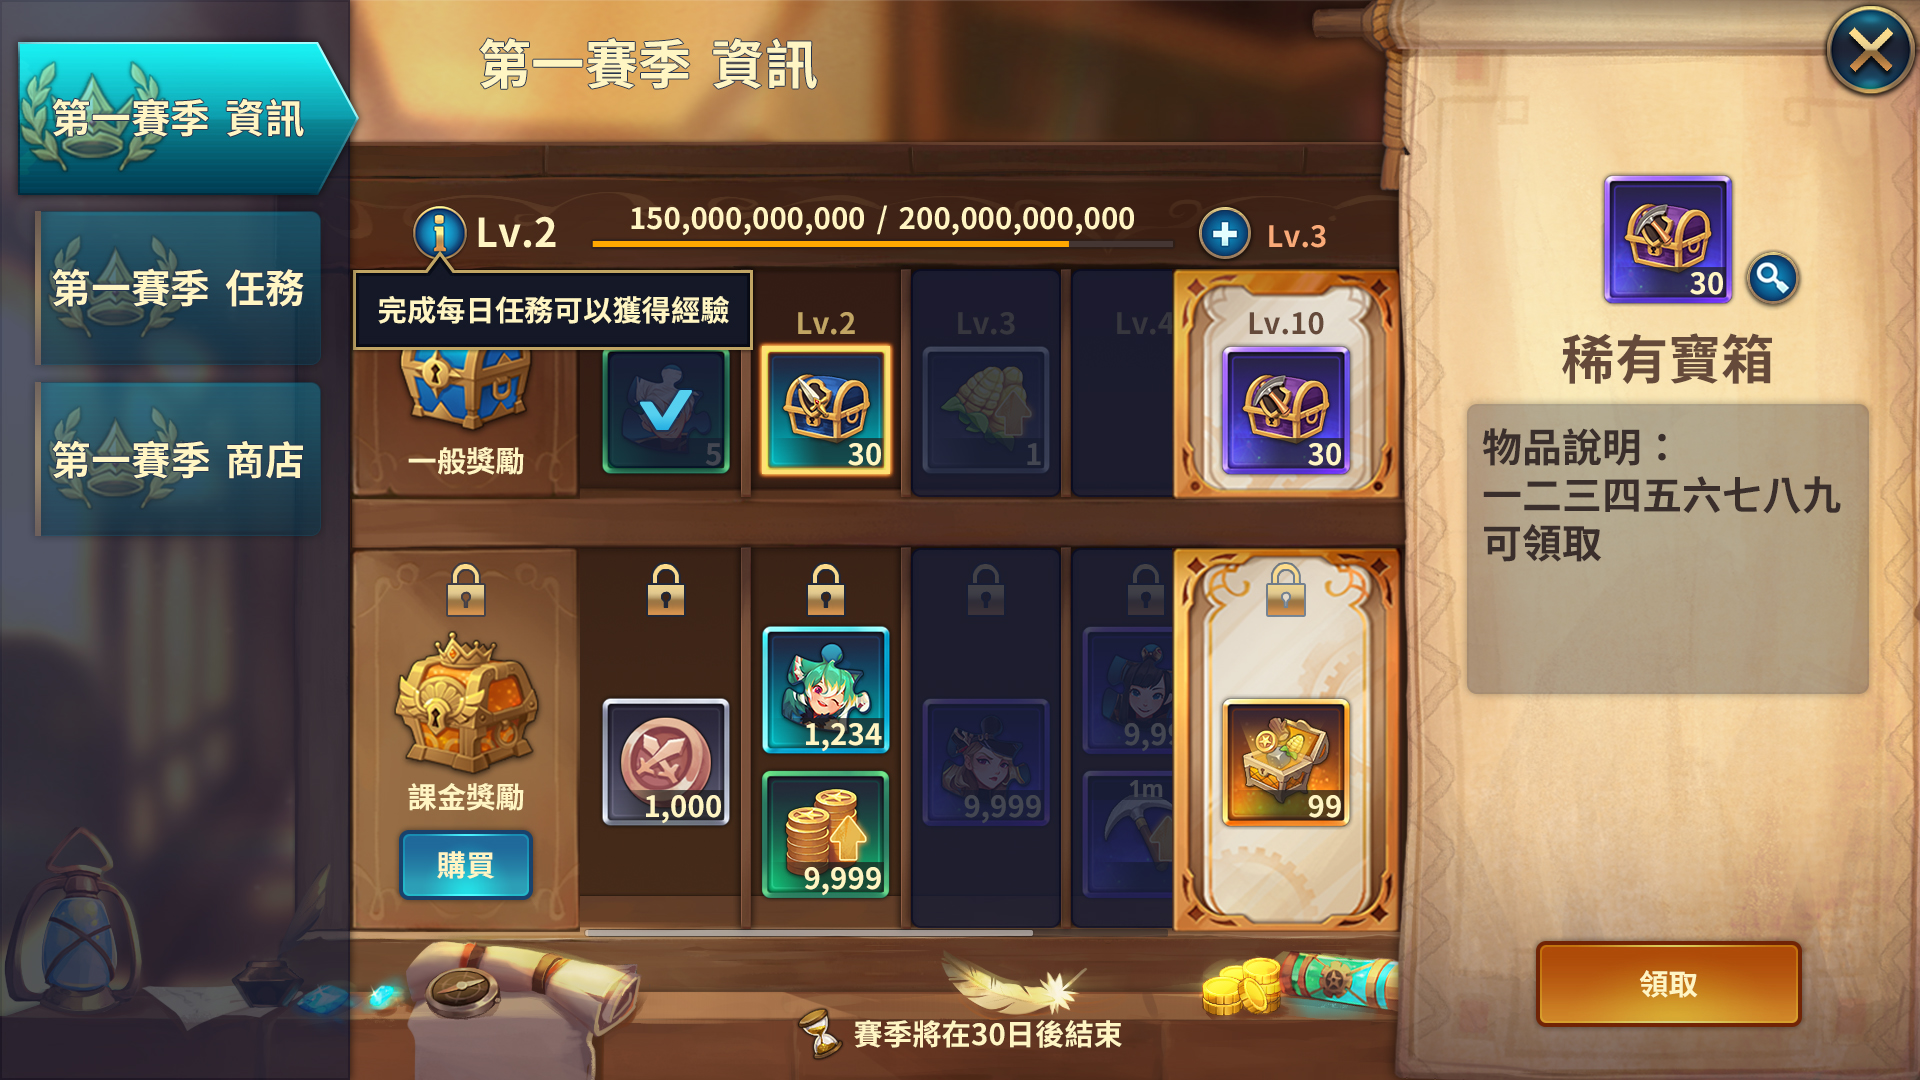 第一賽季 資訊
第一賽季 任務
第一賽季 商店
第一賽季 資訊
Lv.2
150,000,000,000 / 200,000,000,000
Lv.3
完成每日任務可以獲得經驗
Lv.2
Lv.3
Lv.4
Lv.10
一般獎勵
5
30
1
30
課金獎勵
購買
1,000
1,234
9,999
9,999
9,99
1m
99
賽季將在30日後結束
30
稀有寶箱
物品說明：
一二三四五六七八九
可領取
領取